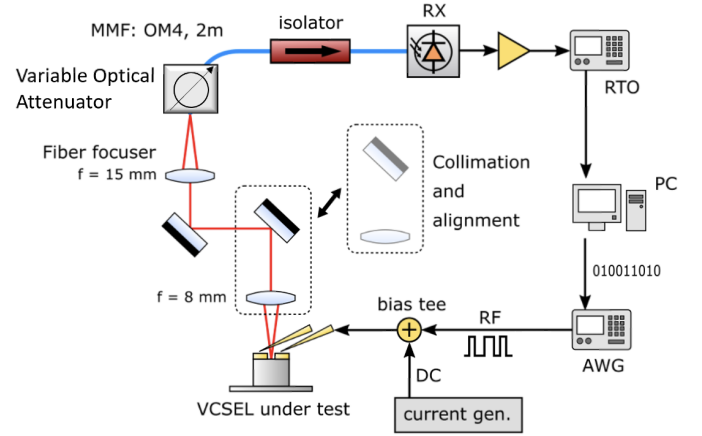 MMF: OM4, 2m
isolator
RX
Variable Optical
Attenuator
RTO
Fiber focuser
f = 15 mm
Collimation
and
alignment
PC
010011010
f = 8 mm
bias tee
RF
AWG
DC
VCSEL under test
current gen.